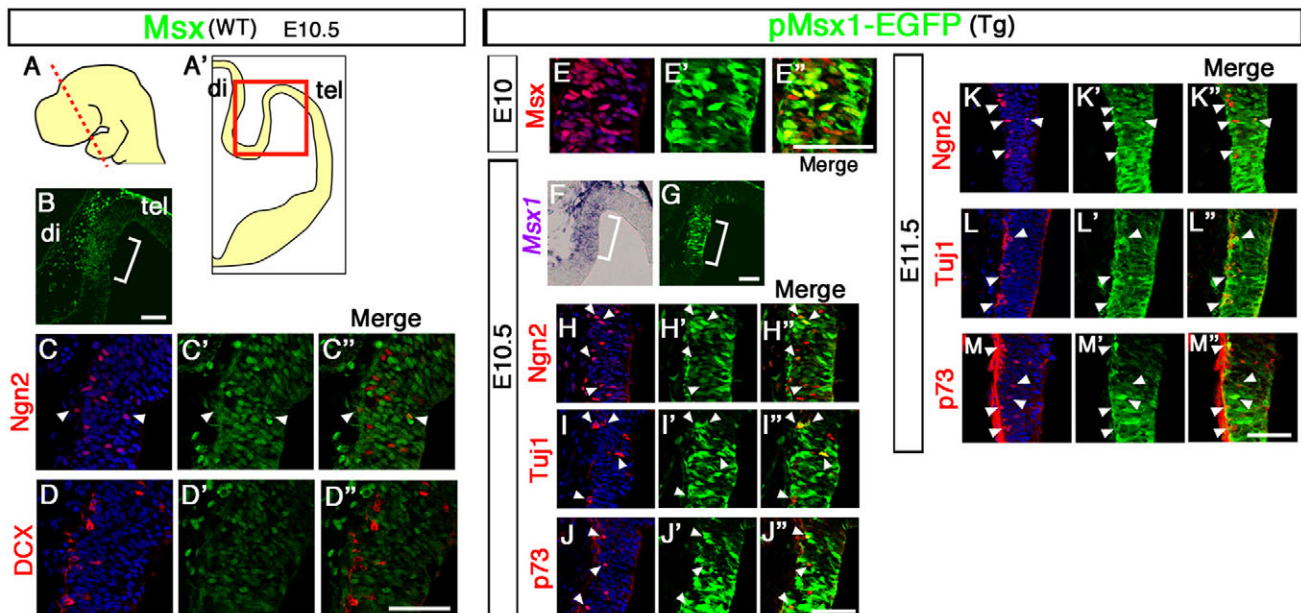 Msx (WT) E10.5
pMsx1-EGFP (Tg)
A
A'
di
tel
B
tel
di
Merge
Ngn2
C
C'
C"
DCX
D
D'
D"
E10
Msx
E
E'
E"
Merge
E10.5
Msx1
F
G
Merge
Ngn2
H
H'
H"
Tuj1
I
I'
I"
p73
J
J'
J"
E11.5
Merge
Ngn2
K
K'
K"
Tuj1
L
L'
L"
p73
M
M'
M"